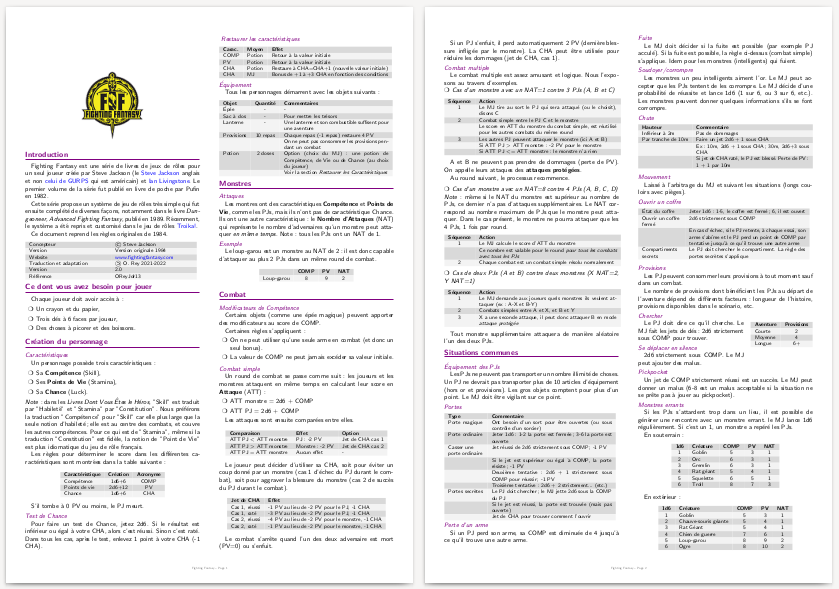 FSF
FIGHTING FANTASY
Introduction
Fighting Fantasy est une série de livres de jeux de rôles pour
un seul joueur créé par Steve Jackson (le Steve Jackson anglais
et non celui de GURPS qui est américain) et Ian Livingstone. Le
premier volume de la série fut publié en livre de poche par Pufin
en 1982.
Cette série propose un système de jeu de rôles très simple qui fut
ensuite complété de diverses façons, notamment dans le livre Dun-
geoneer, Advanced Fighting Fantasy, publié en 1989. Récemment,
le système a été repris et customisé dans le jeu de rôles Troika!.
Ce document reprend les règles originales de 1984.
Concepteur © Steve Jackson
Version Version originale 1984
Website www.fightingfantasy.com
Traduction et adaptation
Version 2.0
Référence
Ce dont vous avez besoin pour jouer
Chaque joueur doit avoir accès à :
❍ Un crayon et du papier,
❍ Trois dés à 6 faces par joueur,
❍ Des choses à picorer et des boissons.
Création du personnage
Caractéristiques
Un personnage possède trois caractéristiques :
❍ Sa Compétence (Skill),
❍ Ses Points de Vie (Stamina),
❍ Sa Chance (Luck).
Note : dans les Livres Dont Vous Êtes le Héros, "Skill" est traduit
par "Habileté" et "Stamina" par "Constitution". Nous préférons
la traduction "Compétence" pour "Skill" car elle plus large que la
seule notion d'habileté ; elle est au centre des combats, et couvre
les autres compétences. Pour ce qui est de "Stamina", même si la
traduction "Constitution" est fidèle, la notion de "Point de Vie"
est plus idiomatique du jeu de rôle français.
Les règles pour déterminer le score dans les différentes ca-
ractéristiques sont montrées dans la table suivante :
Caractéristique Création Acronyme
Compétence 1d6+6 COMP
Points de vie 2d6+12 PV
Chance 1d6+6 CHA
S'il tombe à 0 PV ou moins, le PJ meurt.
Test de Chance
Pour faire un test de Chance, jetez 2d6. Si le résultat est
inférieur ou égal à votre CHA, alors c'est réussi. Sinon c'est raté.
Dans tous les cas, après le test, enlevez 1 point à votre CHA (-1
CHA).
Restaurer les caractéristiques
Carac. Moyen Effet
COMP Potion Retour à la valeur initiale
PV Potion Retour à la valeur initiale
CHA Potion Restaure à CHA=CHA+1 (nouvelle valeur initiale)
CHA MJ Bonus de +1 à +3 CHA en fonction des conditions
Équipement
Tous les personnages démarrent avec les objets suivants :
Objet Quantité Commentaires
Épée -
Sac à dos - Pour mettre les trésors
Lanterne - Une lanterne et son combustible suffisent pour
une aventure
Provisions 10 repas Chaque repas (-1 repas) restaure 4 PV
On ne peut pas consommer les provisions pen-
dant un combat
Potion 2 doses Option (choix du MJ) : une potion de
Compétence, de Vie ou de Chance (au choix
du joueur)
Voir la section Restaurer les Caractéristiques
Monstres
Attaques
Les montres ont des caractéristiques Compétence et Points de
Vie, comme les PJs, mais ils n'ont pas de caractéristique Chance.
Ils ont une autre caractéristique : le Nombre d'Attaques (NAT)
qui représente le nombre d'adversaires qu'un monstre peut atta-
quer en même temps. Note : tous les PJs ont un NAT de 1.
Exemple
Le loup-garou est un monstre au NAT de 2 : il est donc capable
d'attaquer au plus 2 PJs dans un même round de combat.
COMP PV NAT
Loup-garou 8 9 2
Combat
Modificateurs de Compétence
Certains objets (comme une épée magique) peuvent apporter
des modificateurs au score de COMP.
Certaines règles s'appliquent :
❍ On ne peut utiliser qu'une seule arme en combat (et donc un
seul bonus).
❍ La valeur de COMP ne peut jamais excéder sa valeur initiale.
Combat simple
Un round de combat se passe comme suit : les joueurs et les
monstres attaquent en même temps en calculant leur score en
Attaque (ATT) :
❍ ATT monstre = 2d6 + COMP
❍ ATT PJ = 2d6 + COMP
Les attaques sont ensuite comparées entre elles.
Comparaison Effet Option
ATT PJ < ATT monstre PJ : -2 PV Jet de CHA cas 1
ATT PJ > ATT monstre Monstre : -2 PV Jet de CHA cas 2
ATT PJ = ATT monstre Aucun effet -
Le joueur peut décider d'utiliser sa CHA, soit pour éviter un
coup donné par un monstre (cas 1 décrit ci-dessous durant le com-
bat), soit pour aggraver la blessure du monstre (cas 2 de succès
du PJ durant le combat).
Jet de CHA Effet
Cas 1, réussi -1 PV au lieu de -2 PV pour le PJ, -1 CHA
Cas 1, raté -3 PV au lieu de -2 PV pour le PJ, -1 CHA
Cas 2, réussi -4 PV au lieu de -2 PV pour le monstre, -1 CHA
Cas 2, raté -1 PV au lieu de -2 PV pour le monstre, -1 CHA
Le combat s'arrête quand l'un des deux adversaire est mort
(PV=0) ou s'enfuit.
Fighting Fantasy - Page 1
Si un PJ s'enfuit, il perd automatiquement 2 PV (dernière bles-
sure infligée par le monstre). La CHA peut être utilisée pour
réduire les dommages (jet de CHA, cas 1).
Combat multiple
Le combat multiple est assez amusant et logique. Nous l'expo-
sons au travers d'exemples.
❍ Cas d'un monstre avec un NAT=1 contre 3 PJs (A, B et C)
Séquence Action
1 Le MJ tire au sort le PJ qui sera attaqué (ou le choisit),
disons C
2 Combat simple entre le PJ C et le monstre
Le score en ATT du monstre du combat simple, est réutilisé
pour les autres combats du même round
3 Les autres PJ peuvent attaquer le monstre (ici A et B)
Si ATT PJ > ATT monstre : -2 PV pour le monstre
Si ATT PJ <= ATT monstre : le monstre n'a rien
A et B ne peuvent pas prendre de dommages (perte de PV).
On appelle leurs attaques des attaques protégées.
Au round suivant, le processus recommence.
❍ Cas d'un monstre avec un NAT=8 contre 4 PJs (A, B, C, D)
Note : même si le NAT du monstre est supérieur au nombre de
PJs, ce dernier n'a pas d'attaques supplémentaires. Le NAT cor-
respond au nombre maximum de PJs que le monstre peut atta-
quer. Dans le cas présent, le monstre ne pourra attaquer que les
4 PJs, 1 fois par round.
Séquence Action
1 Le MJ calcule le score d'ATT du monstre
Ce nombre est valable pour le round pour tous les combats
avec tous les PJs
2 Chaque combat est un combat simple résolu normalement
❍ Cas de deux PJs (A et B) contre deux monstres (X NAT=2,
Y NAT=1)
Séquence Action
1 Le MJ demande aux joueurs quels monstres ils veulent at-
taquer (ex : A-X et B-Y)
2 Combats simples entre A et X, et B et Y
3 X a une seconde attaque, il peut donc attaquer B en mode
attaque protégée
Tout monstre supplémentaire attaquera de manière aléatoire
l'un des deux PJs.
Situations communes
Équipement des PJs
Les PJs ne peuvent pas transporter un nombre illimité de choses.
Un PJ ne devrait pas transporter plus de 10 articles d'équipement
(hors or et provisions). Les gros objets comptent pour plus d'un
point. Le MJ doit être vigilant sur ce point.
Portes
Type Commentaire
Porte magique Ont besoin d'un sort pour être ouvertes (ou sous
contrôle d'un sorcier)
Porte ordinaire Jeter 1d6 : 1-2 la porte est fermée ; 3-6 la porte est
ouverte
Casser une Jet réussi de 2d6 strictement sous COMP ; -1 PV
porte ordinaire
Si le jet est supérieur ou égal à COMP, la porte
résiste ; -1 PV
Deuxième tentative : 2d6 + 1 strictement sous
COMP pour réussir ; -1 PV
Troisième tentative : 2d6+2 ... (etc.)
Portes secrètes Le PJ doit chercher ; le MJ jette 2d6 sous la COMP
du PJ
Si le jet est réussi, la porte est trouvée (mais pas
ouverte)
Jet de CHA pour trouver comment l'ouvrir
Perte d'un arme
Si un PJ perd son arme, sa COMP est diminuée de 4 jusqu'à
ce qu'il trouve une autre arme.
Fuite
Le MJ doit décider si la fuite est possible (par exemple PJ
acculé). Si la fuite est possible, la règle ci-dessus (combat simple)
s'applique. Idem pour les monstres (intelligents) qui fuient.
Soudoyer/corrompre
Les monstres un peu intelligents aiment l'or. Le MJ peut ac-
cepter que les PJs tentent de les corrompre. Le MJ décide d'une
probabilité de réussite et lance 1d6 (1 sur 6, ou 3 sur 6, etc.).
Les monstres peuvent donner quelques informations s'ils se font
corrompre.
Chute
Hauteur Commentaire
Inférieure à 2m Pas de dommages
Par tranche de 10m Faire un jet 2d6+1 sous CHA
Ex : 10m, 2d6 + 1 sous CHA ; 30m, 2d6+3 sous
CHA
Si jet de CHA raté, le PJ est blessé. Perte de PV :
1 + 1 par 10m
Mouvement
Laissé à l'arbitrage du MJ et suivant les situations (longs cou-
loirs avec pièges).
Ouvrir un coffre
État du coffre Jeter 1d6 : 1-6, le coffre est fermé ; 6, il est ouvert
Ouvrir un coffre 2d6 strictement sous COMP
fermé
En cas d'échec, si le PJ retente, à chaque essai, son
arme s'abîme et le PJ perd un point de COMP par
tentative jusqu'à ce qu'il trouve une autre arme
Compartiments Le PJ doit chercher le compartiment. La règle des
secrets portes secrètes s'applique
Provisions
Les PJs peuvent consommer leurs provisions à tout moment sauf
dans un combat.
Le nombre de provisions dont bénéficient les PJs au départ de
l'aventure dépend de différents facteurs : longueur de l'histoire,
provisions disponibles dans le scénario, etc.
Chercher
Le PJ doit dire ce qu'il cherche. Le
MJ fait les jets de dés : 2d6 strictement
sous COMP pour trouver.
Aventure Provisions
Courte 2
Moyenne 4
Longue 6+
Se déplacer en silence
2d6 strictement sous COMP. Le MJ
peut ajouter des malus.
Pickpocket
Un jet de COMP strictement réussi est un succès. Le MJ peut
donner un malus (6-8 est un malus acceptable si la situation ne
se prête pas à jouer au pickpocket).
Monstres errants
Si les PJs s'attardent trop dans un lieu, il est possible de
générer une rencontre avec un monstre errant. le MJ lance 1d6
régulièrement. Si c'est un 1, un monstre a repéré les PJs.
En souterrain :
1d6 Créature COMP PV NAT
1 Goblin 5 3 1
2 Orc 6 3 1
3 Gremlin 6 3 1
4 Rat géant 5 4 1
5 Squelette 6 5 1
6 Troll 8 7 3
En extérieur :
1d6 Créature COMP PV NAT
1 Goblin 5 3 1
2 Chauve-souris géante 5 4 1
3 Rat Géant 5 4 1
4 Chien de guerre 7 6 1
5 Loup-garou 8 9 2
6 Ogre 8 10 2
Fighting Fantasy - Page 2